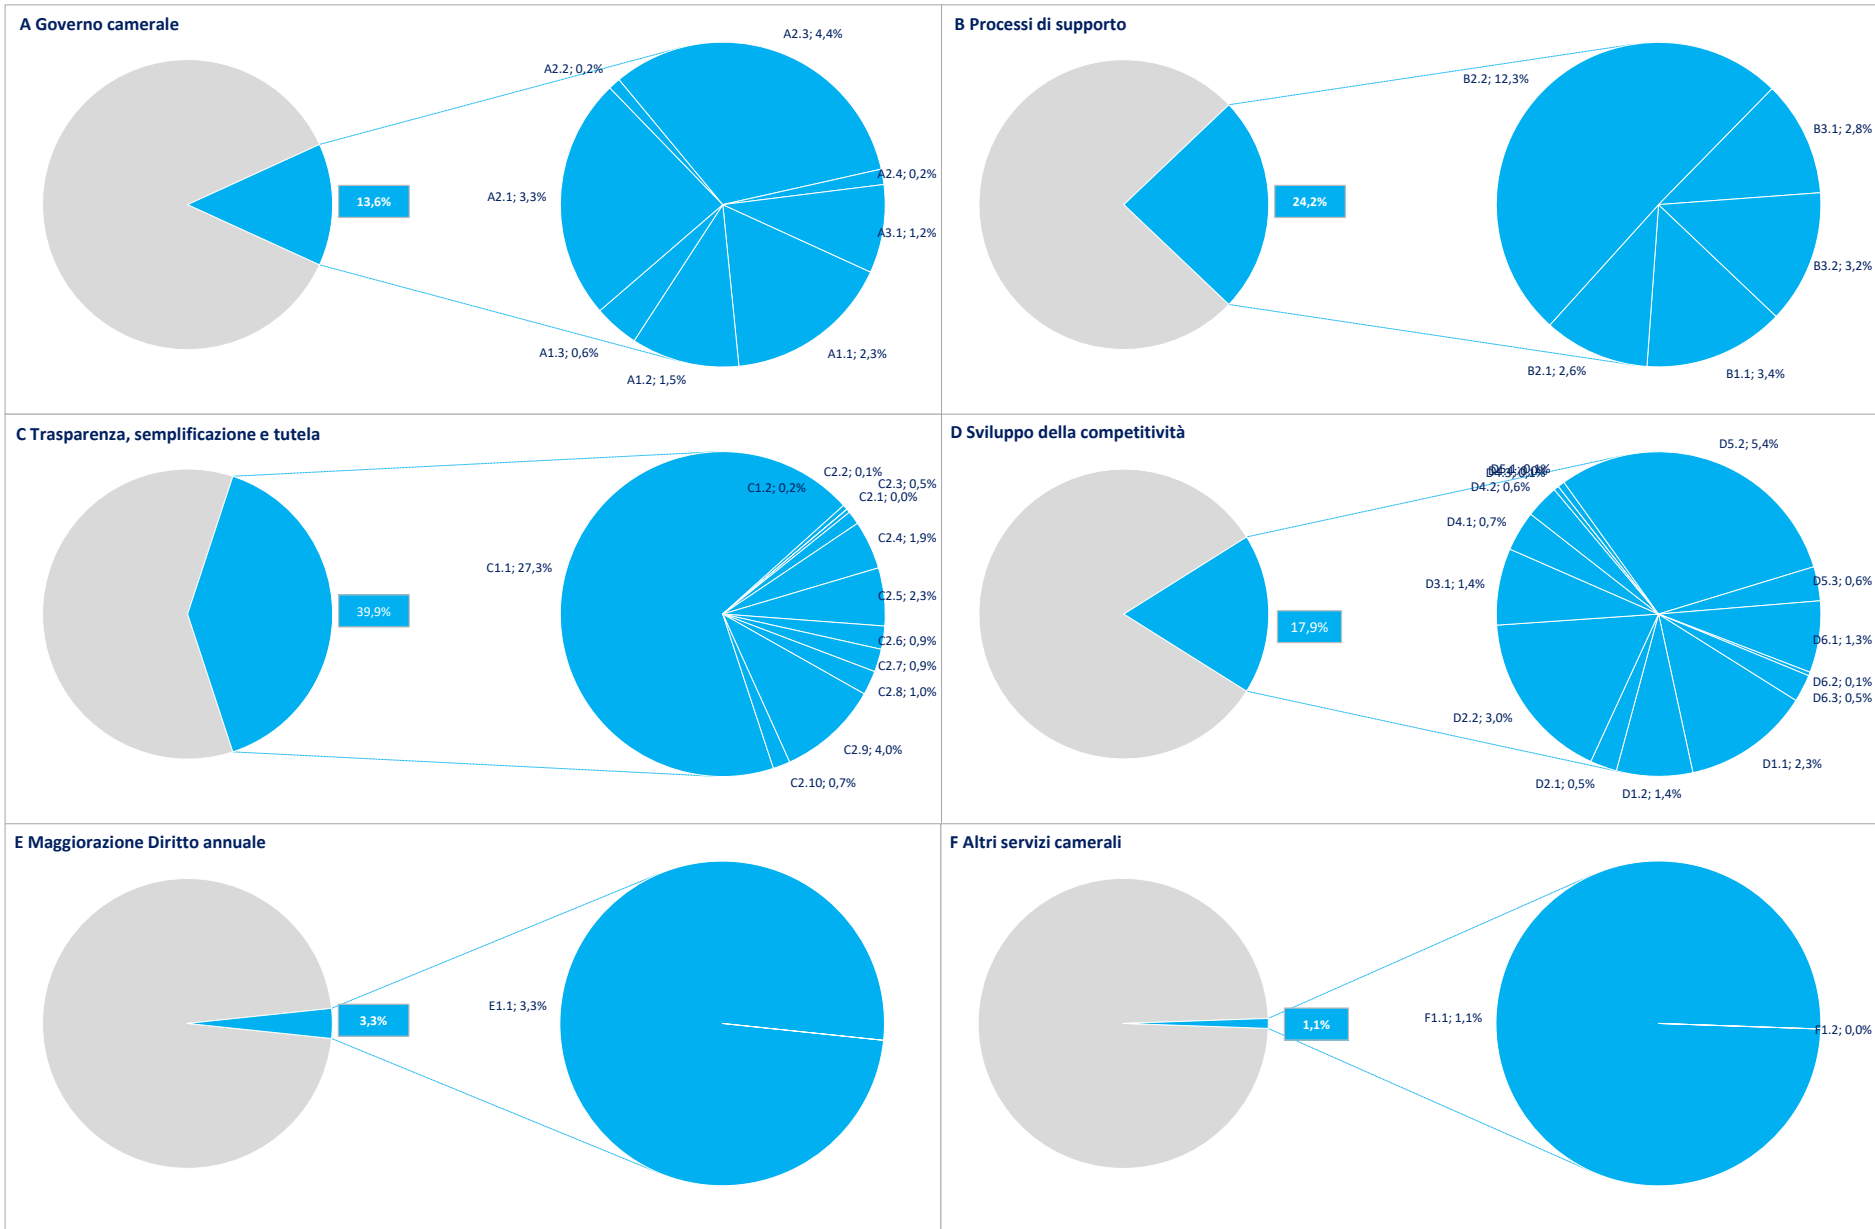 A Governo camerale
A2.3; 4,4%
A2.2; 0,2%
A2.4; 0,2%
A2.1; 3,3%
13,6%
A3.1; 1,2%
A1.3; 0,6%
A1.1; 2,3%
A1.2; 1,5%
B Processi di supporto
B2.2; 12,3%
B3.1; 2,8%
24,2%
B3.2; 3,2%
B2.1; 2,6%
B1.1; 3,4%
C Trasparenza, semplificazione e tutela
C2.2; 0,1%
C2.3; 0,5%
C1.2; 0,2%
C2.1; 0,0%
C2.4; 1,9%
C1.1; 27,3%
C2.5; 2,3%
39,9%
C2.6; 0,9%
C2.7; 0,9%
C2.8; 1,0%
C2.9; 4,0%
C2.10; 0,7%
D Sviluppo della competitività
D5.2; 5,4%
D4.2; 0,6%
D4.1; 0,7%
D3.1; 1,4%
D5.3; 0,6%
17,9%
D6.1; 1,3%
D6.2; 0,1%
D6.3; 0,5%
D2.2; 3,0%
D1.1; 2,3%
D2.1; 0,5%
D1.2; 1,4%
E Maggiorazione Diritto annuale
E1.1; 3,3%
3,3%
F Altri servizi camerali
F1.1; 1,1%
1,1%
F1.2; 0,0%